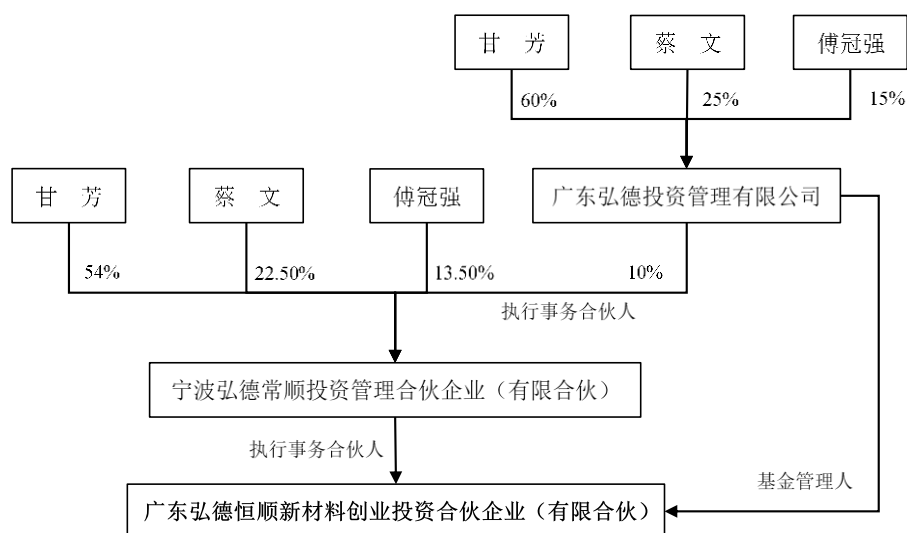 甘 芳
蔡 文
傅冠强
60%
25%
15%
甘 芳
蔡 文
傅冠强
广东弘德投资管理有限公司
54%
22.50%
13.50%
10%
执行事务合伙人
宁波弘德常顺投资管理合伙企业（有限合伙）
执行事务合伙人
基金管理人
广东弘德恒顺新材料创业投资合伙企业（有限合伙）